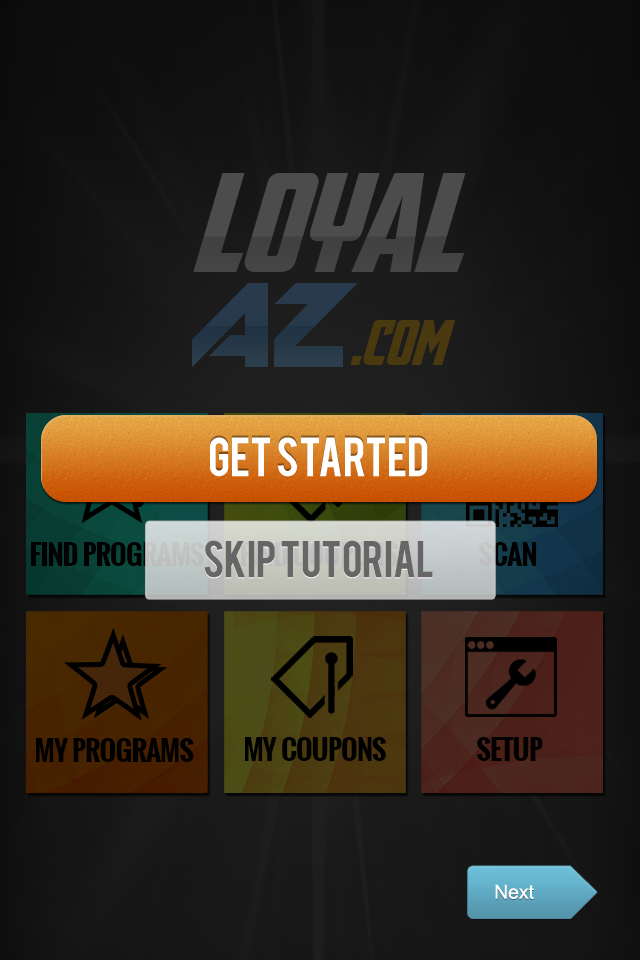 LOYAL
AZ.COM
GET STARTED
FIND PROGRAMS
SKIP TUTORIAL
SCAN
MY PROGRAMS
MY COUPONS
SETUP
Next